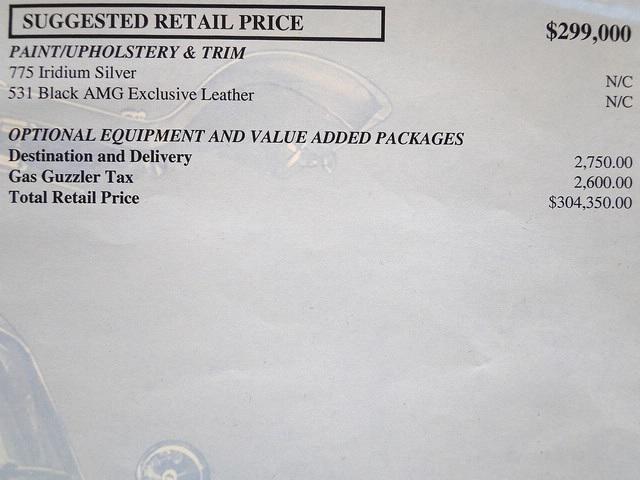 SUGGESTED RETAIL PRICE $299,000
PAINT/UPHOLSTERY & TRIM
775 Iridium Silver N/C
531 Black AMG Exclusive Leather N/C
OPTIONAL EQUIPMENT AND VALUE ADDED PACKAGES
Destination and Delivery 2,750.00
Gas Guzzler Tax 2,600.00
Total Retail Price $304,350.00